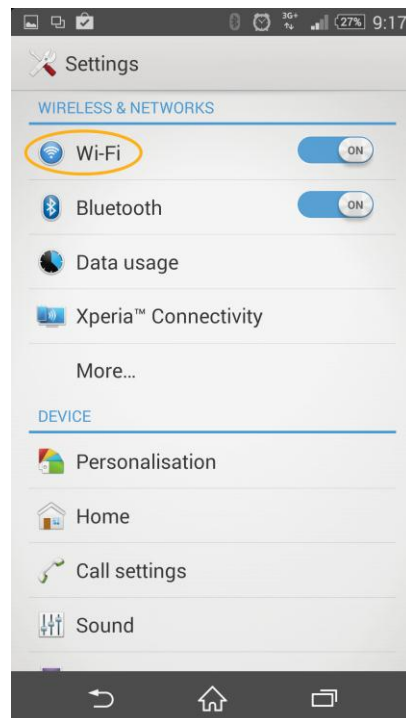 3G+ 27% 9:17
Settings
WIRELESS & NETWORKS
Wi-Fi ON
Bluetooth ON
Data usage
Xperia™ Connectivity
More...
DEVICE
Personalisation
Home
Call settings
Sound